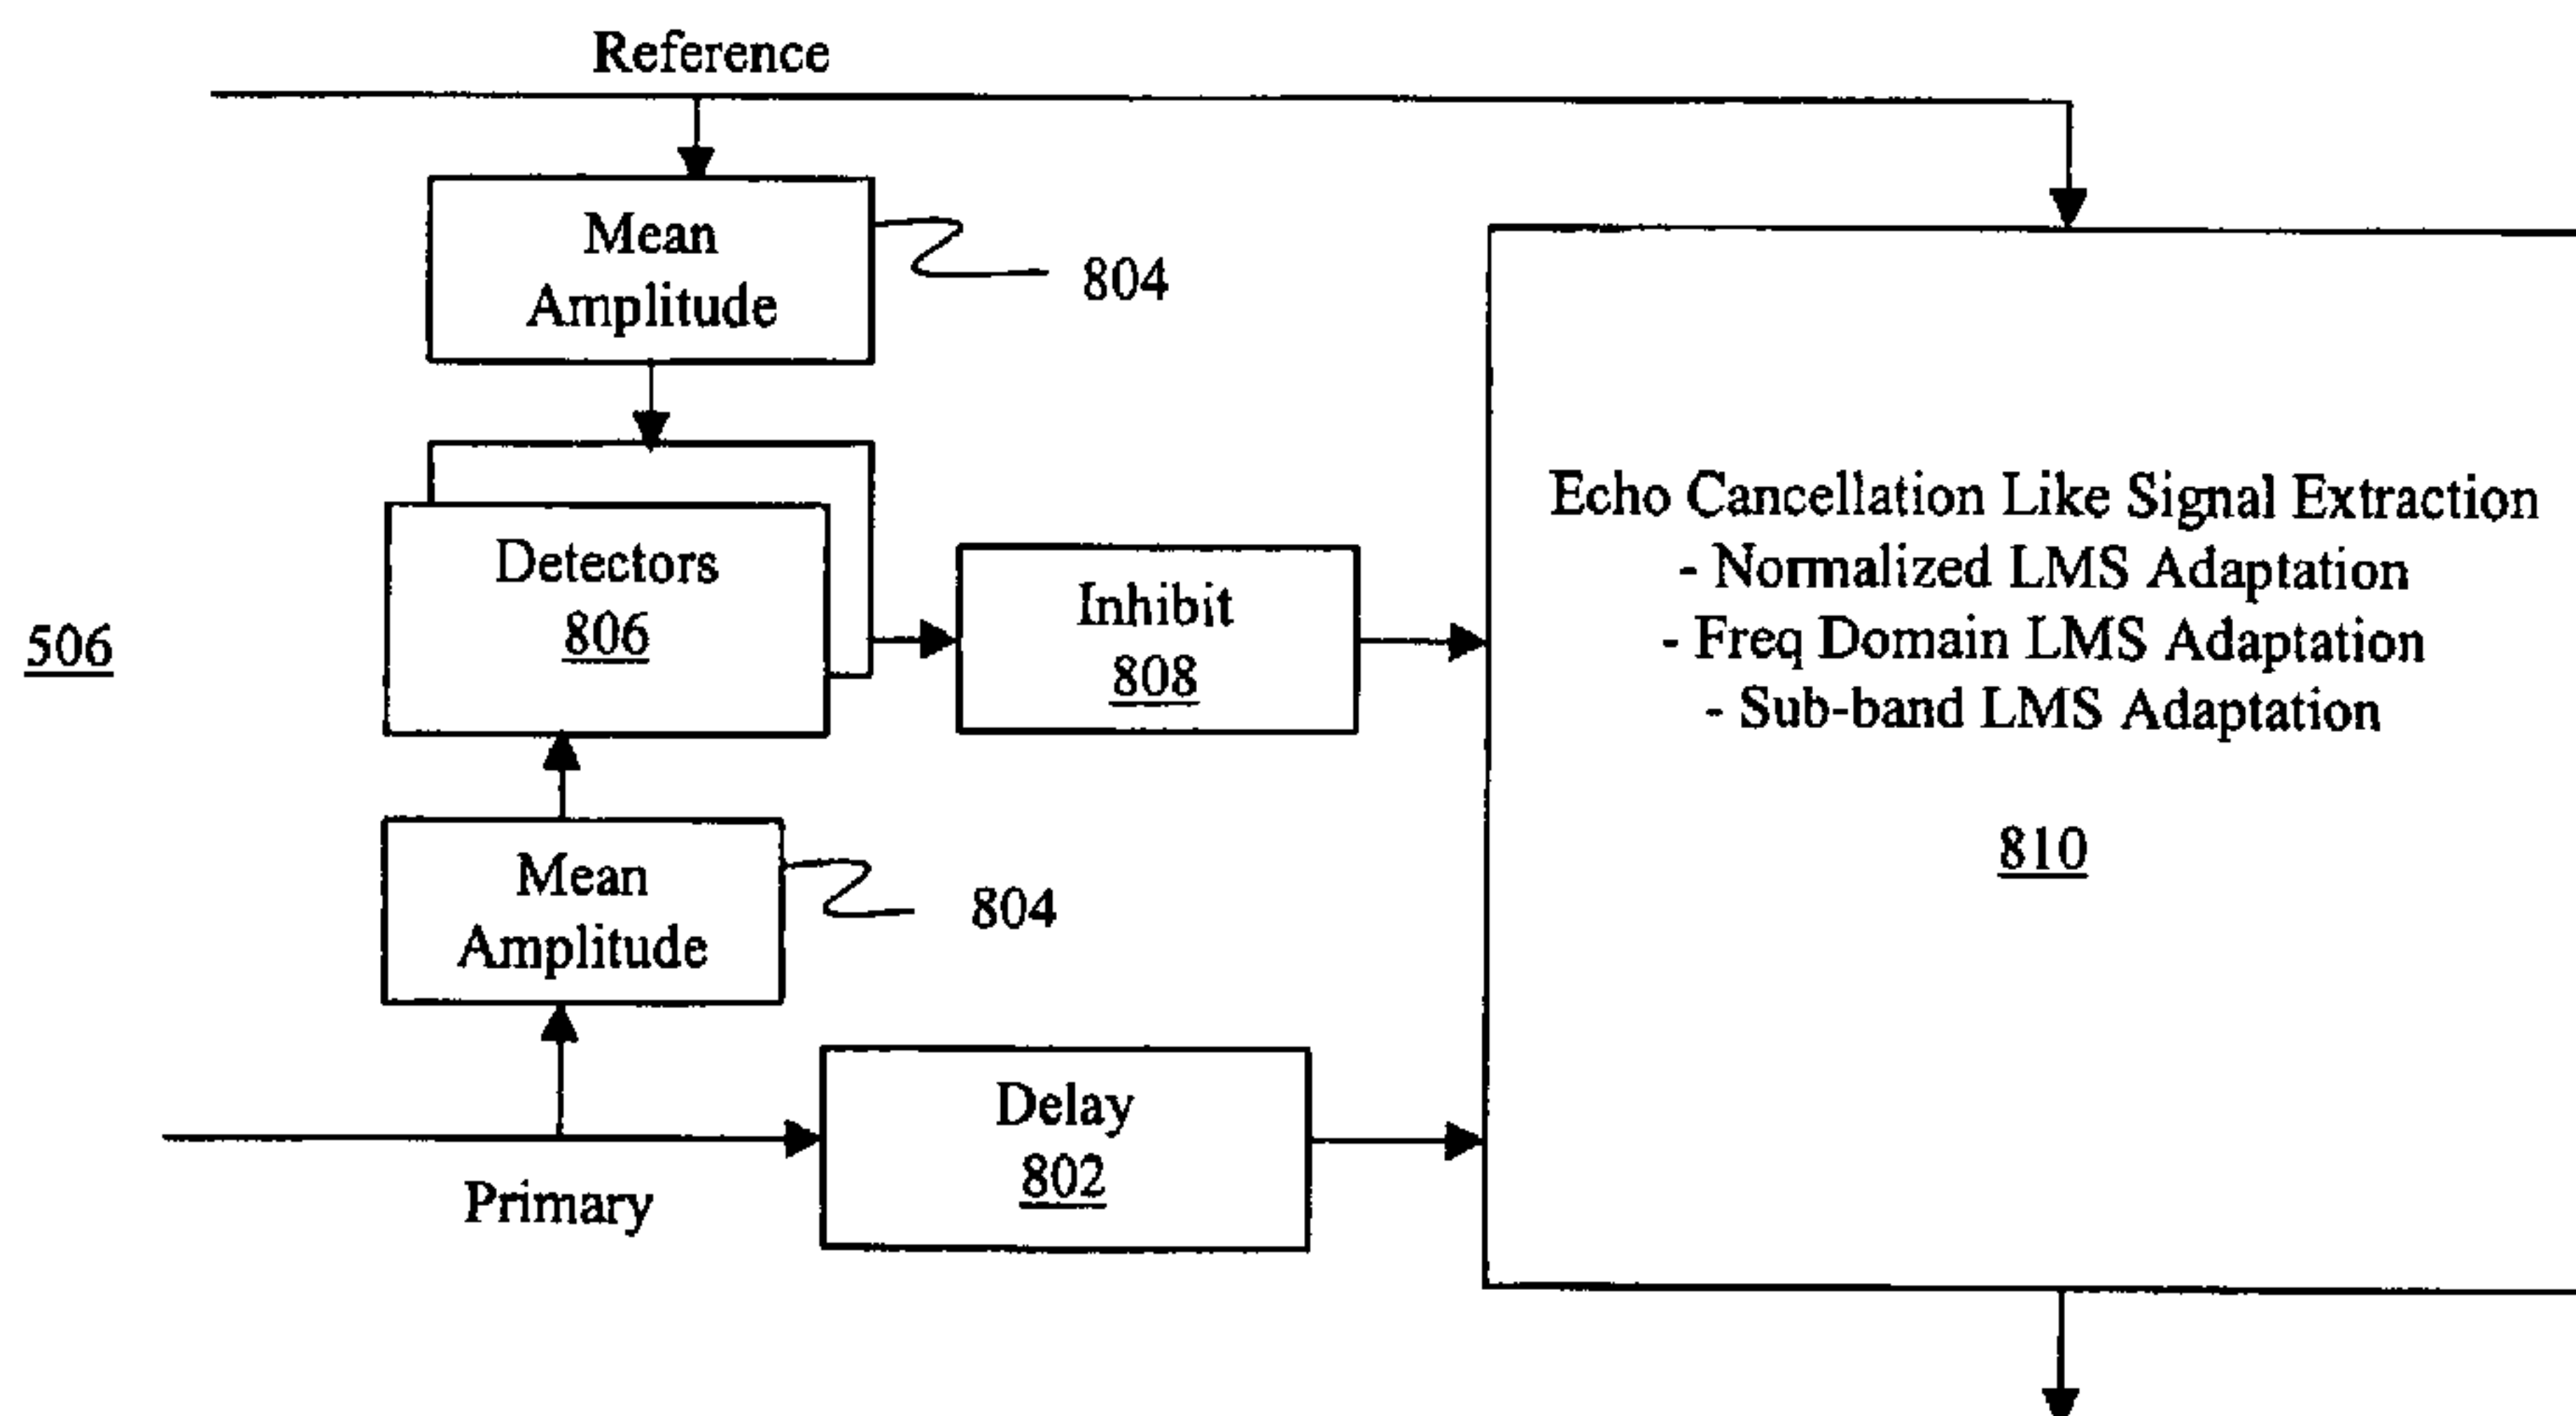 Reference
Mean
Amplitude
804
Detectors
806
Inhibit
808
506
Echo Cancellation Like Signal Extraction
- Normalized LMS Adaptation
- Freq Domain LMS Adaptation
- Sub-band LMS Adaptation
810
Mean
Amplitude
804
Delay
802
Primary